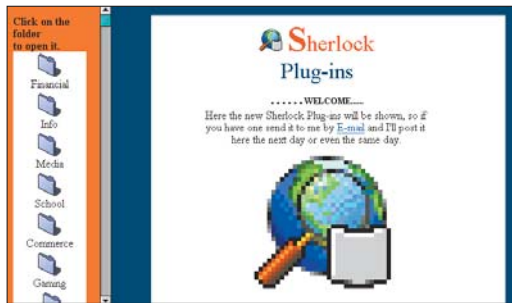 Click on the
folder
to open it.
Financial
Info
Media
School
Commerce
Gaming
Sherlock
Plug-ins
. . . . . . WELCOME......
Here the new Sherlock Plug-ins will be shown, so if
you have one send it to me by E-mail and I'll post it
here the next day or even the same day.